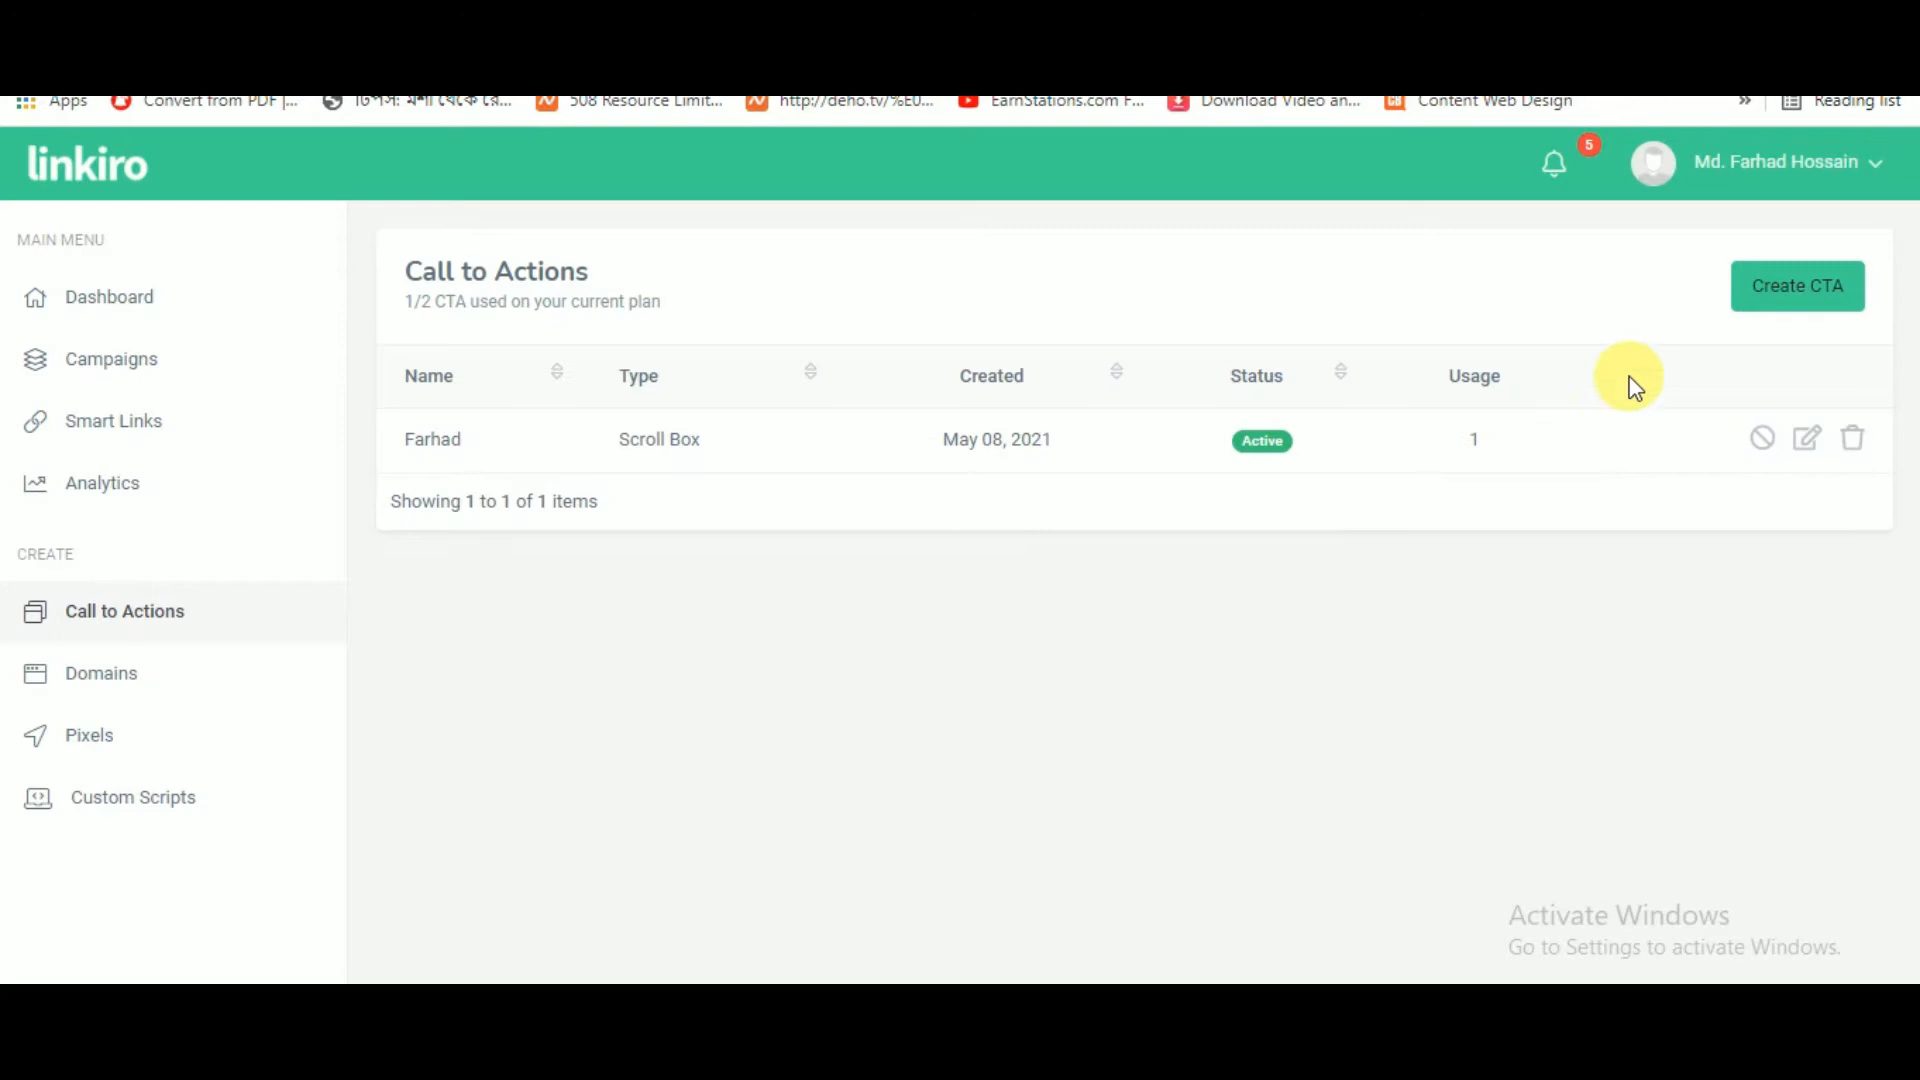 Apps Convert from PDF |... 508 Resource Limit... http://deho.tv/%E0... EarnStations.com F... Download Video an... Content Web Design » Reading list
linkiro 5 Md. Farhad Hossain
MAIN MENU
Dashboard
Campaigns
Smart Links
Analytics
CREATE
Call to Actions
Domains
Pixels
Custom Scripts
Call to Actions
1/2 CTA used on your current plan
Create CTA
Name Type Created Status Usage
Farhad Scroll Box May 08, 2021 Active 1
Showing 1 to 1 of 1 items
Activate Windows
Go to Settings to activate Windows.